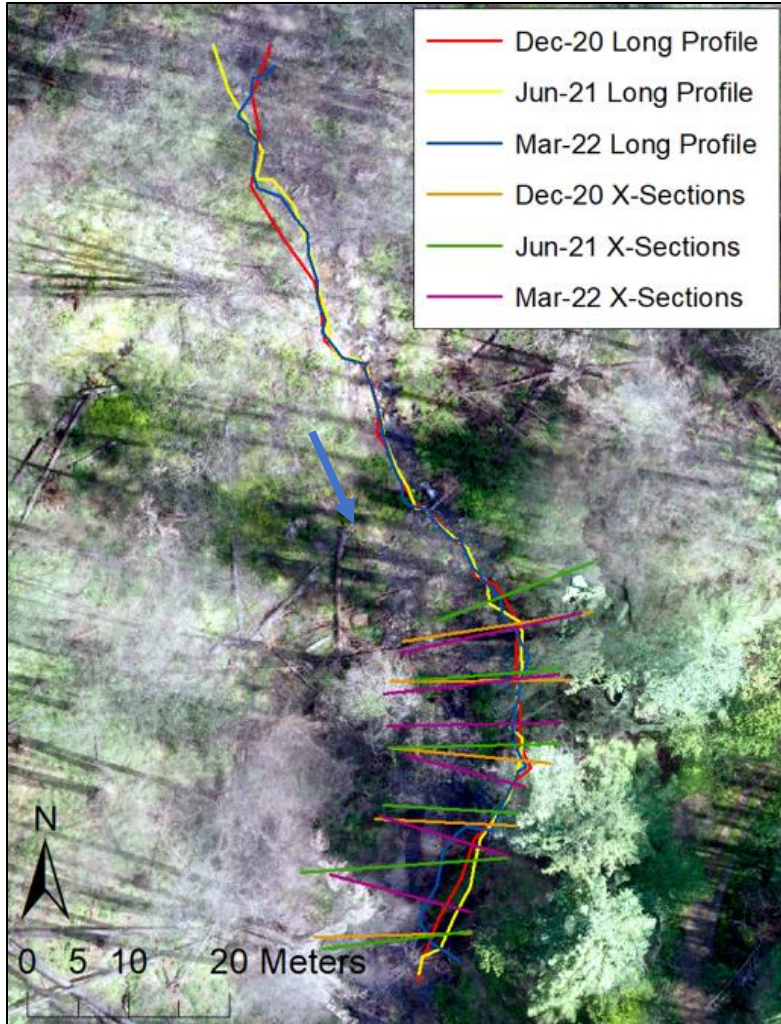 Dec-20 Long Profile
Jun-21 Long Profile
Mar-22 Long Profile
Dec-20 X-Sections
Jun-21 X-Sections
Mar-22 X-Sections
N
0 5 10 20 Meters